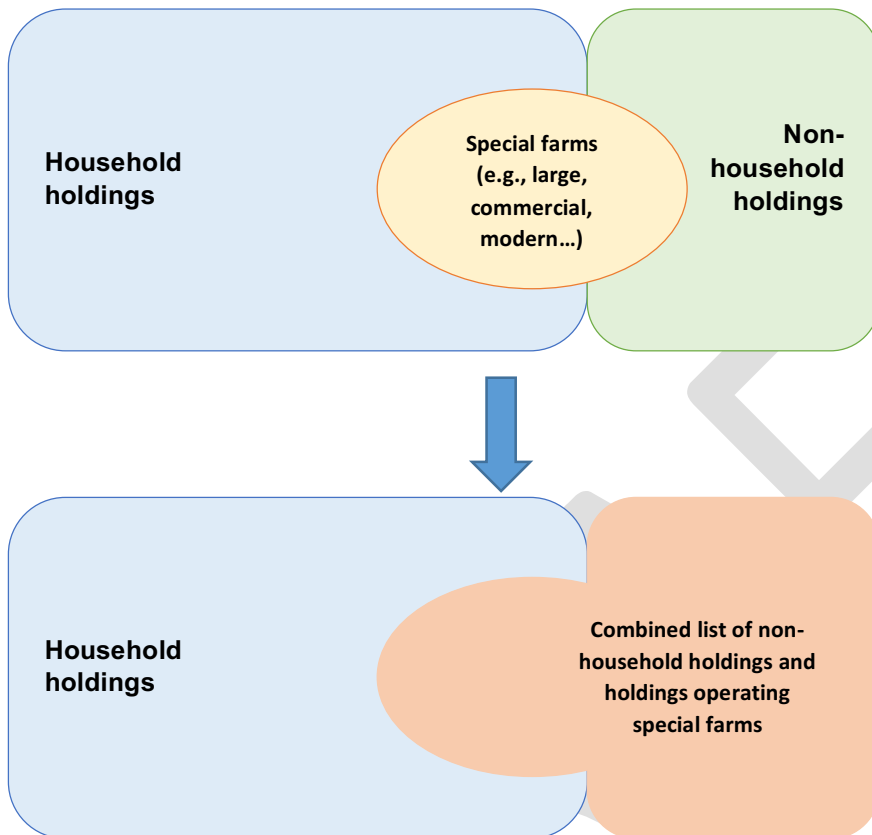 Household
holdings
Special farms
(e.g., large,
commercial,
modern…)
Non-
household
holdings
Household
holdings
Combined list of non-
household holdings and
holdings operating
special farms